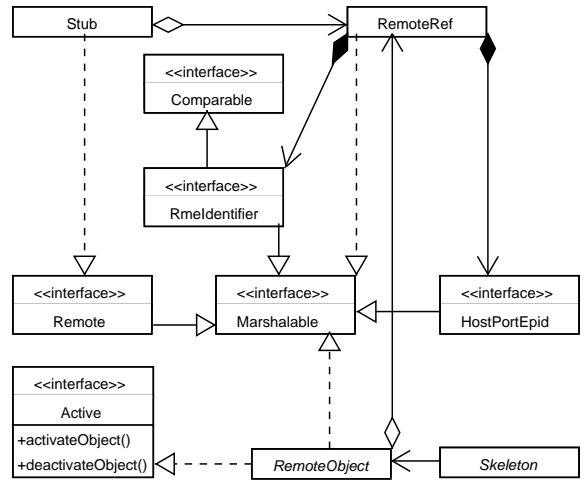 Stub
RemoteRef
<<interface>>
Comparable
<<interface>>
RmeIdentifier
<<interface>>
Remote
<<interface>>
Marshalable
<<interface>>
HostPortEpid
<<interface>>
Active
+activateObject()
+deactivateObject()
RemoteObject
Skeleton